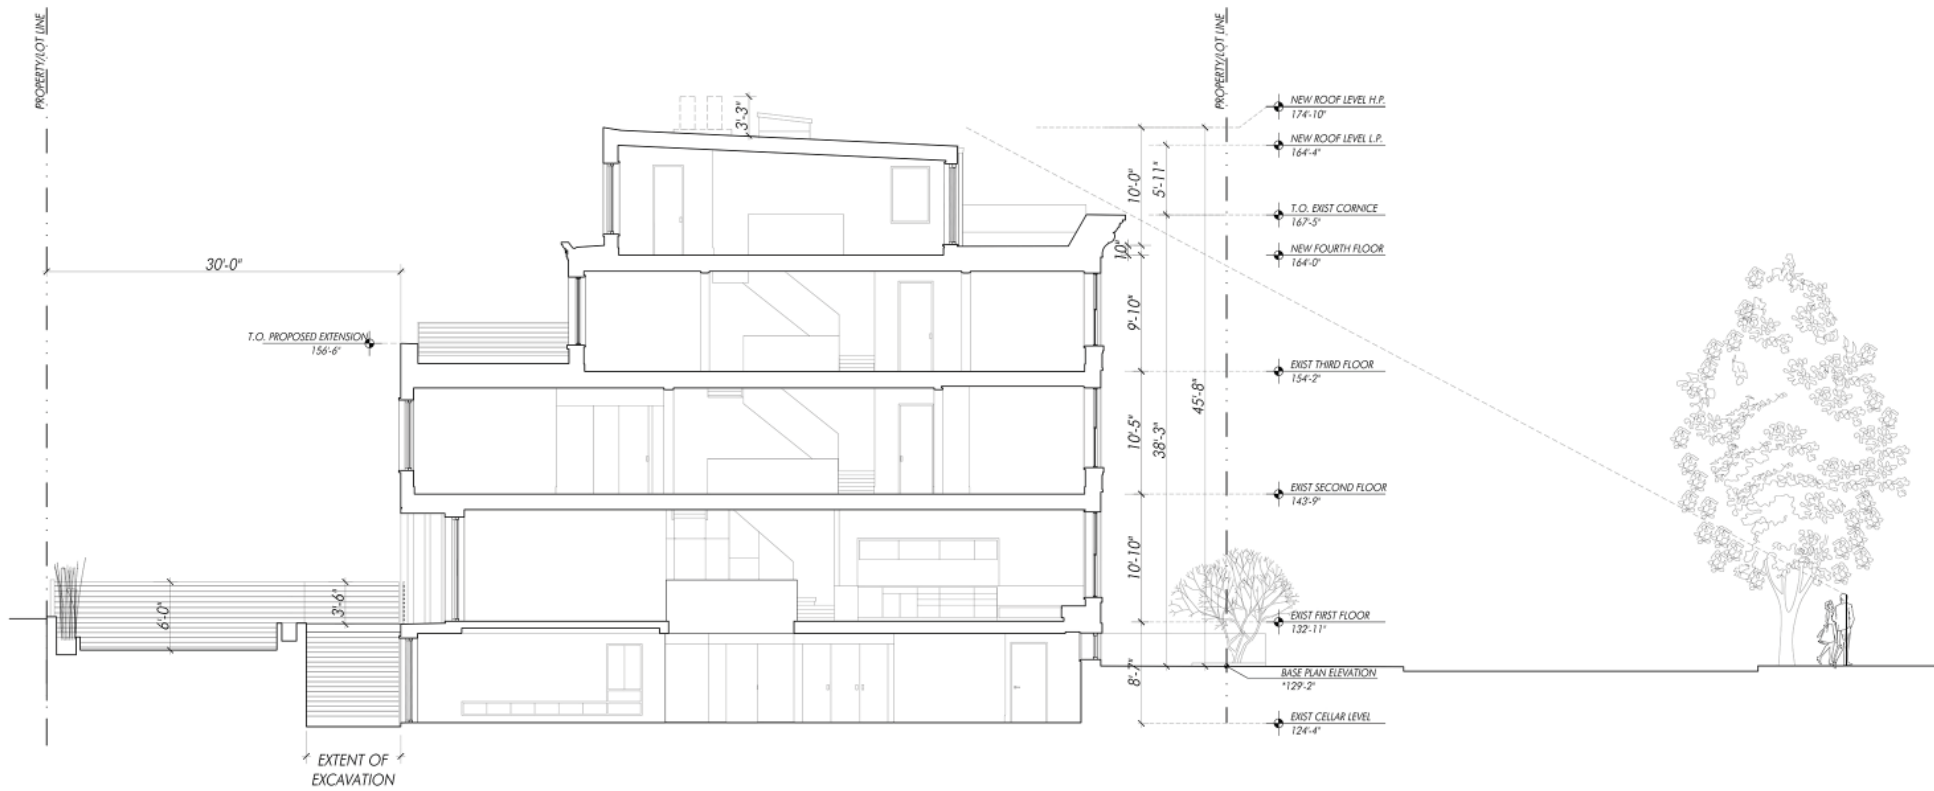 PROPERTY/LOT LINE
PROPERTY/LOT LINE
NEW ROOF LEVEL H.P.
174'-10"
3'-3"
NEW ROOF LEVEL L.P.
164'-4"
10'-0"
5'-11"
T.O. EXIST CORNICE
167'-5"
10"
NEW FOURTH FLOOR
164'-0"
30'-0"
9'-10"
T.O. PROPOSED EXTENSION
156'-6"
EXIST THIRD FLOOR
154'-2"
45'-8"
10'-5"
38'-3"
EXIST SECOND FLOOR
143'-9"
10'-10"
6'-0"
3'-6"
EXIST FIRST FLOOR
132'-11"
BASE PLAN ELEVATION
*129'-2"
EXIST CELLAR LEVEL
124'-4"
EXTENT OF
EXCAVATION